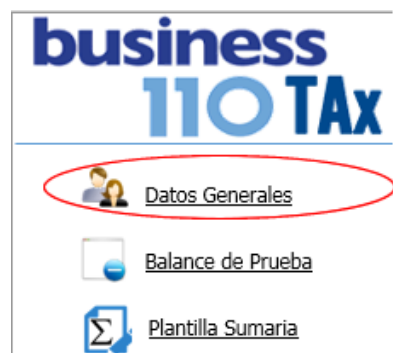 business
110 TAx
Datos Generales
Balance de Prueba
Σ
Plantilla Sumaria